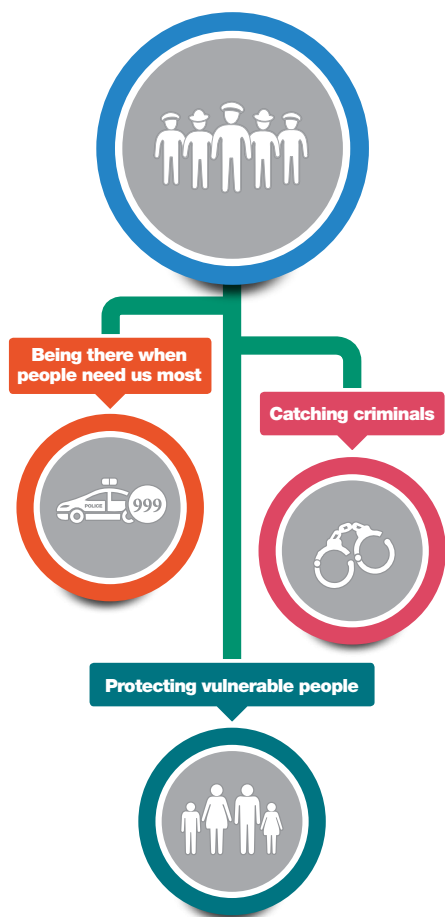 Being there when
people need us most
Catching criminals
POLICE
999
Protecting vulnerable people